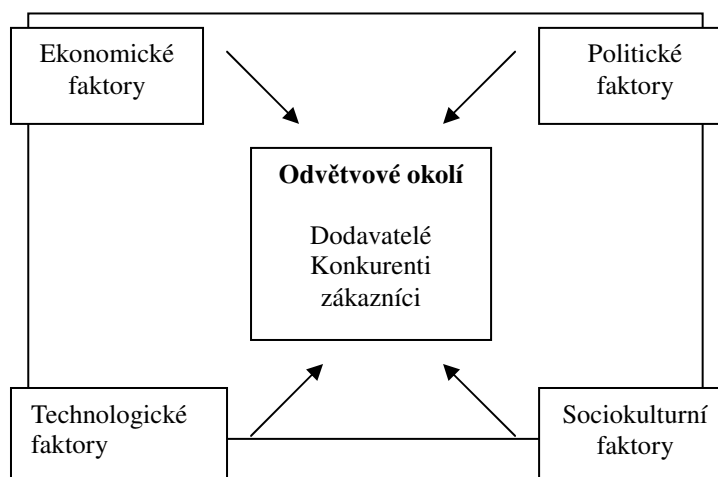 Ekonomické
faktory
Politické
faktory
Odvětvové okolí
Dodavatelé
Konkurenti
zákazníci
Technologické
faktory
Sociokulturní
faktory